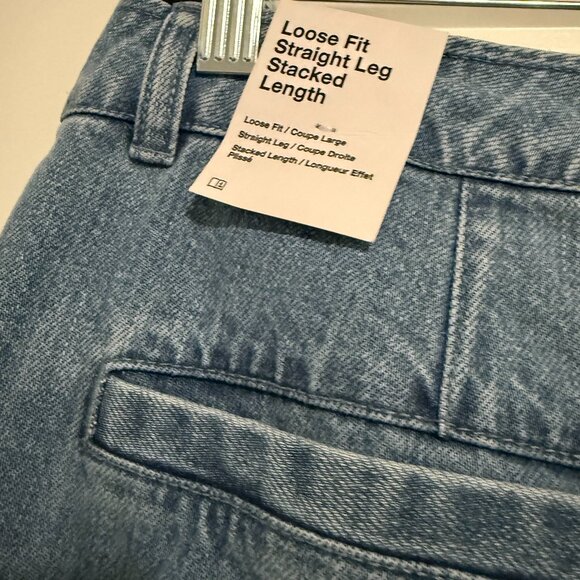 Loose Fit
Straight Leg
Stacked
Length
Loose Fit / Coupe Large
Straight Leg / Coupe Droite
Stacked Length / Longueur Effet
Plissé